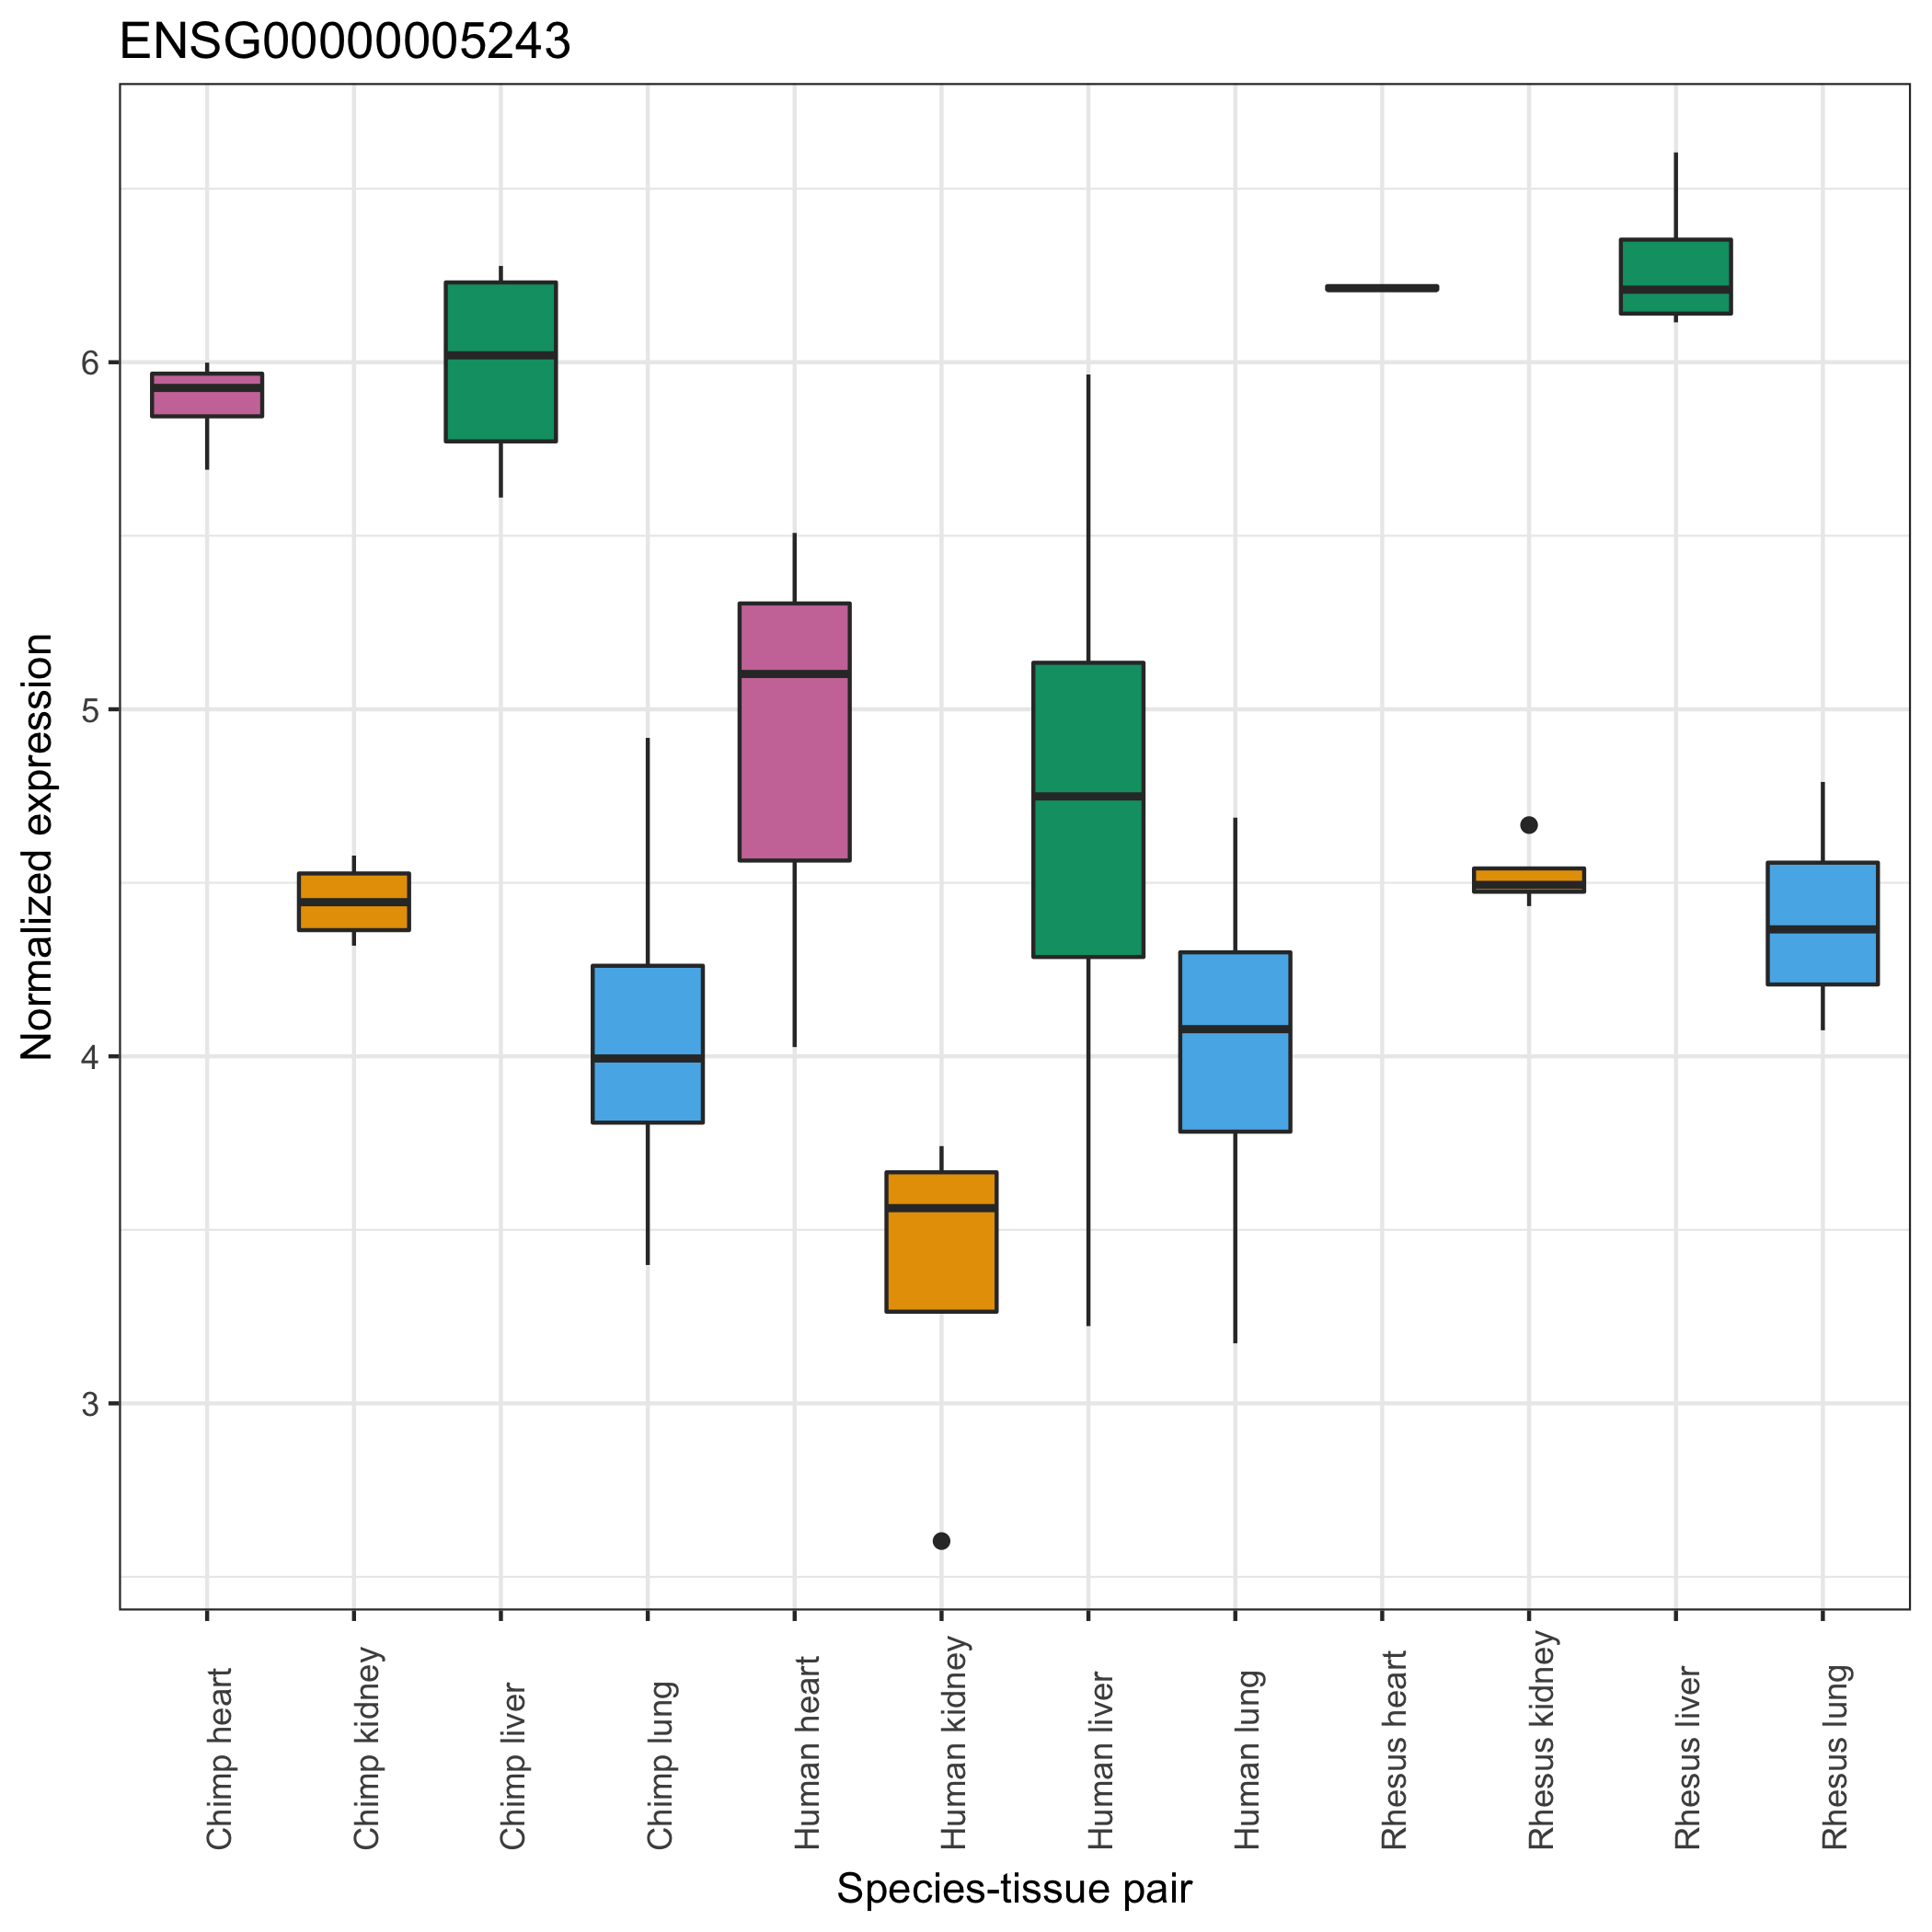 ENSG00000005243
Normalized expression
6
5
4
3
Chimp heart
Chimp kidney
Chimp liver
Chimp lung
Human heart
Human kidney
Human liver
Human lung
Rhesus heart
Rhesus kidney
Rhesus liver
Rhesus lung
Species-tissue pair